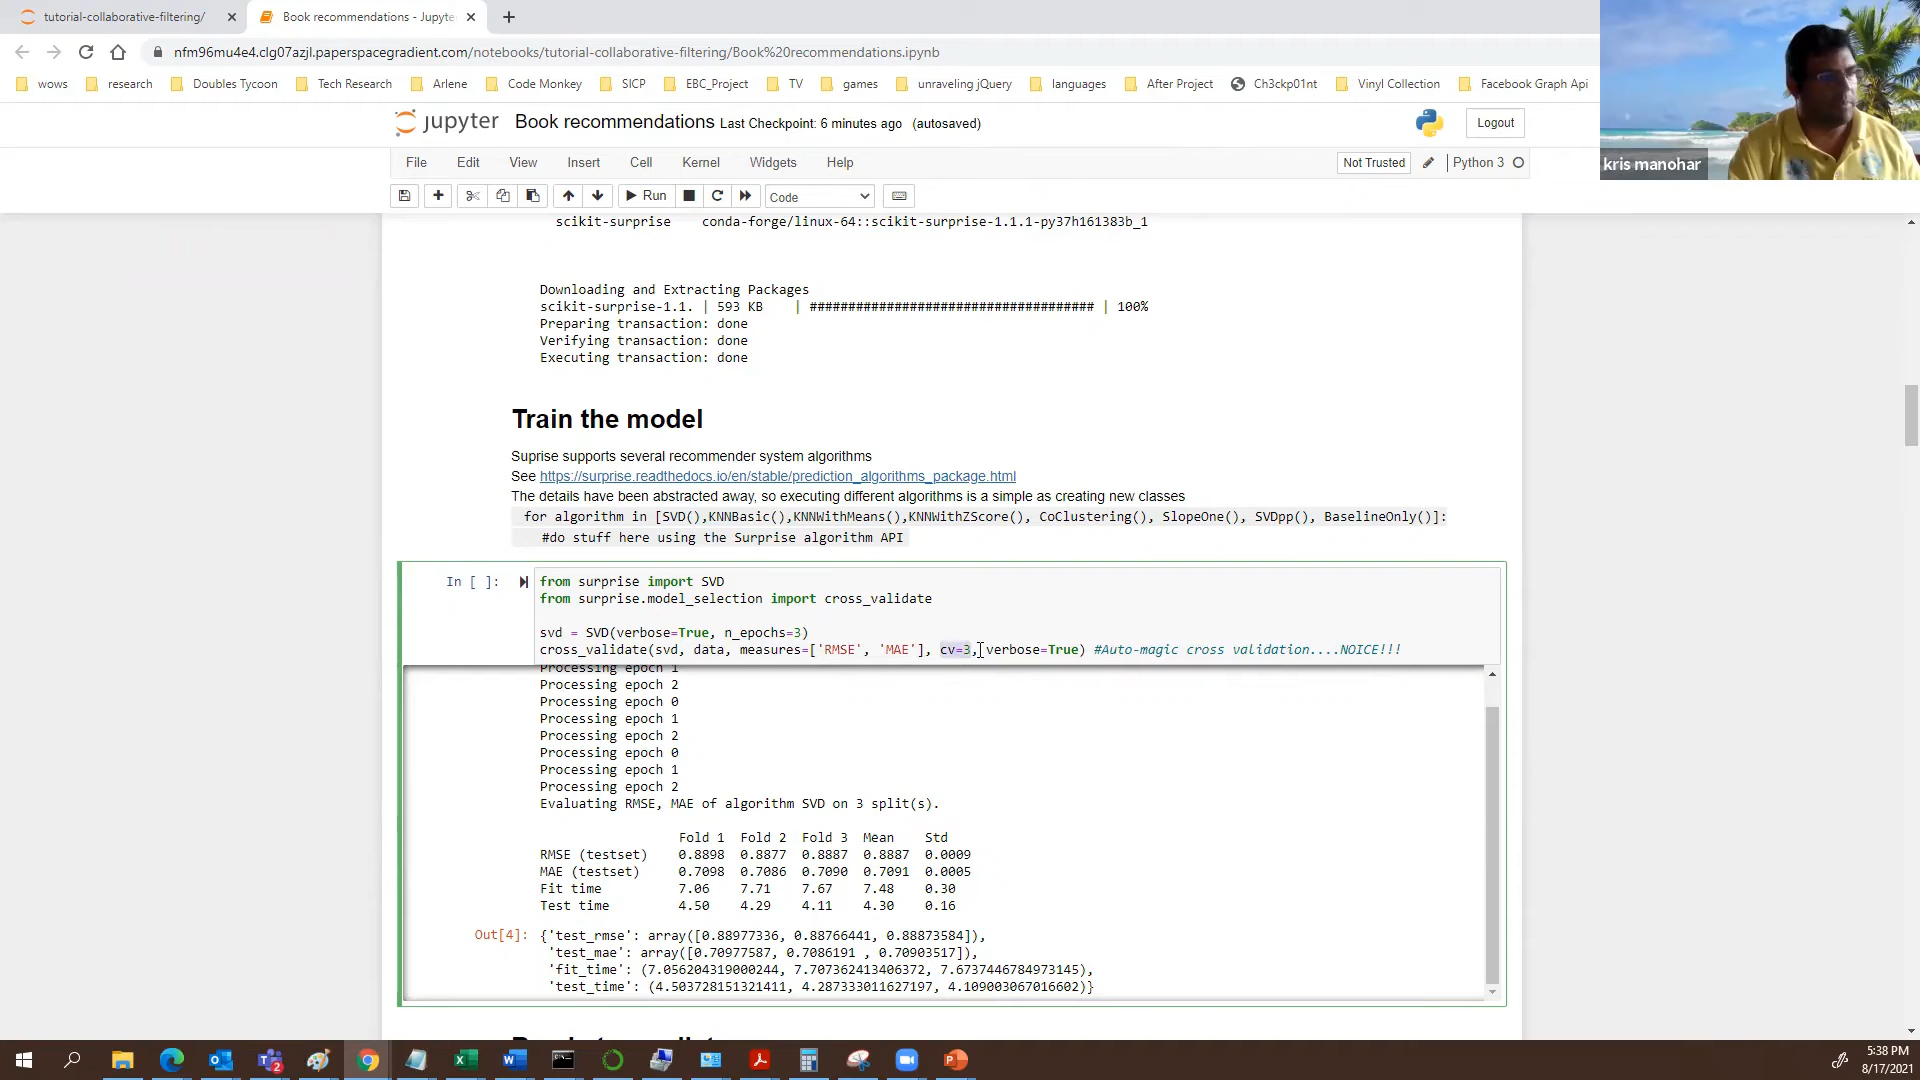 tutorial-collaborative-filtering/
Book recommendations - Jupyte
nfm96mu4e4.clg07azjl.paperspacegradient.com/notebooks/tutorial-collaborative-filtering/Book%20recommendations.ipynb
wows research Doubles Tycoon Tech Research Arlene Code Monkey SICP EBC_Project TV games unraveling jQuery languages After Project Ch3ckp01nt Vinyl Collection Facebook Graph Api
jupyter Book recommendations Last Checkpoint: 6 minutes ago (autosaved)
Logout
kris manohar
File Edit View Insert Cell Kernel Widgets Help
Not Trusted
Python 3
Run
Code
scikit-surprise conda-forge/linux-64::scikit-surprise-1.1.1-py37h161383b_1
Downloading and Extracting Packages
scikit-surprise-1.1. | 593 KB | ##################################### | 100%
Preparing transaction: done
Verifying transaction: done
Executing transaction: done
Train the model
Suprise supports several recommender system algorithms
See https://surprise.readthedocs.io/en/stable/prediction_algorithms_package.html
The details have been abstracted away, so executing different algorithms is a simple as creating new classes
for algorithm in [SVD(),KNNBasic(),KNNWithMeans(),KNNWithZScore(), CoClustering(), SlopeOne(), SVDpp(), BaselineOnly()]:
#do stuff here using the Surprise algorithm API
In [ ]:
from surprise import SVD
from surprise.model_selection import cross_validate
svd = SVD(verbose=True, n_epochs=3)
cross_validate(svd, data, measures=['RMSE', 'MAE'], cv=3, verbose=True) #Auto-magic cross validation....NOICE!!!
Processing epoch 1
Processing epoch 2
Processing epoch 0
Processing epoch 1
Processing epoch 2
Processing epoch 0
Processing epoch 1
Processing epoch 2
Evaluating RMSE, MAE of algorithm SVD on 3 split(s).
Fold 1 Fold 2 Fold 3 Mean Std
RMSE (testset) 0.8898 0.8877 0.8887 0.8887 0.0009
MAE (testset) 0.7098 0.7086 0.7090 0.7091 0.0005
Fit time 7.06 7.71 7.67 7.48 0.30
Test time 4.50 4.29 4.11 4.30 0.16
Out[4]: {'test_rmse': array([0.88977336, 0.88766441, 0.88873584]),
'test_mae': array([0.70977587, 0.7086191 , 0.70903517]),
'fit_time': (7.056204319000244, 7.707362413406372, 7.6737446784973145),
'test_time': (4.503728151321411, 4.287333011627197, 4.109003067016602)}
5:38 PM
8/17/2021